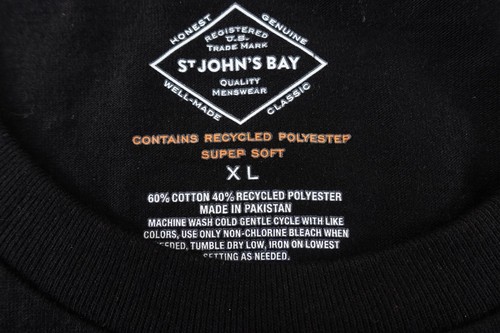 HONEST GENUINE
REGISTERED
U.S.
TRADE MARK
ST JOHN'S BAY
QUALITY
MENSWEAR
WELL-MADE CLASSIC
CONTAINS RECYCLED POLYESTER
SUPER SOFT
XL
60% COTTON 40% RECYCLED POLYESTER
MADE IN PAKISTAN
MACHINE WASH COLD GENTLE CYCLE WITH LIKE
COLORS, USE ONLY NON-CHLORINE BLEACH WHEN
NEEDED, TUMBLE DRY LOW, IRON ON LOWEST
SETTING AS NEEDED.